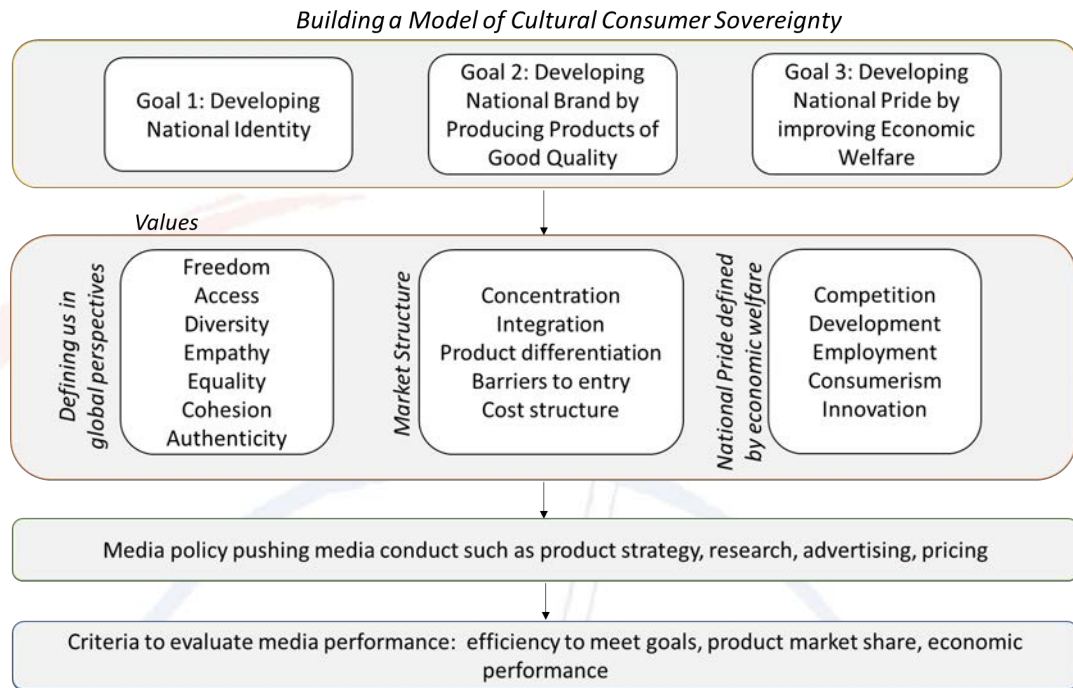 Building a Model of Cultural Consumer Sovereignty
Goal 1: Developing
National Identity
Goal 2: Developing
National Brand by
Producing Products of
Good Quality
Goal 3: Developing
National Pride by
improving Economic
Welfare
Values
Defining us in
global perspectives
Freedom
Access
Diversity
Empathy
Equality
Cohesion
Authenticity
Market Structure
Concentration
Integration
Product differentiation
Barriers to entry
Cost structure
National Pride defined
by economic welfare
Competition
Development
Employment
Consumerism
Innovation
Media policy pushing media conduct such as product strategy, research, advertising, pricing
Criteria to evaluate media performance: efficiency to meet goals, product market share, economic
performance